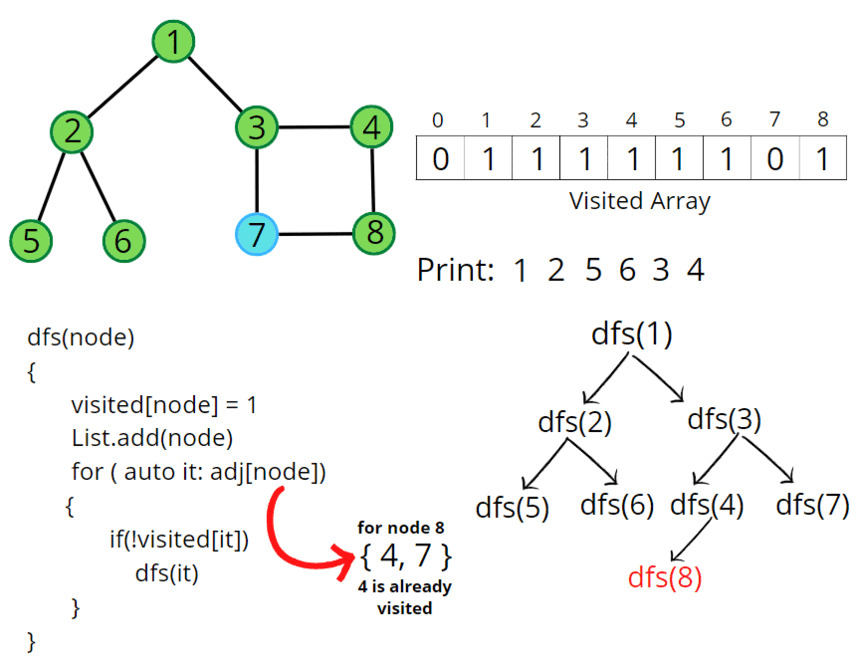 1
2
3
4
5
6
7
8
0 1 2 3 4 5 6 7 8
0 1 1 1 1 1 1 0 1
Visited Array
Print: 1 2 5 6 3 4
dfs(node)
{
visited[node] = 1
List.add(node)
for ( auto it: adj[node])
{
if(!visited[it])
dfs(it)
}
}
for node 8
{ 4, 7 }
4 is already
visited
dfs(1)
dfs(2) dfs(3)
dfs(5) dfs(6) dfs(4) dfs(7)
dfs(8)